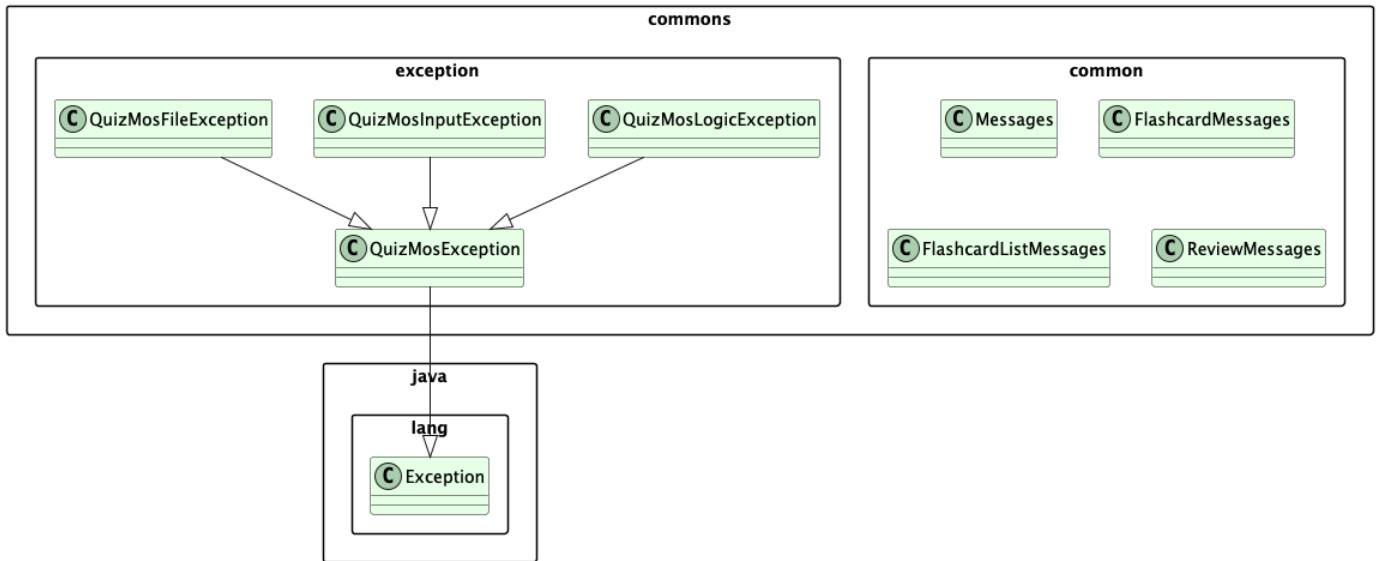 commons
exception
common
C QuizMosFileException
C QuizMosInputException
C QuizMosLogicException
C Messages
C FlashcardMessages
C QuizMosException
C FlashcardListMessages
C ReviewMessages
java
lang
C Exception